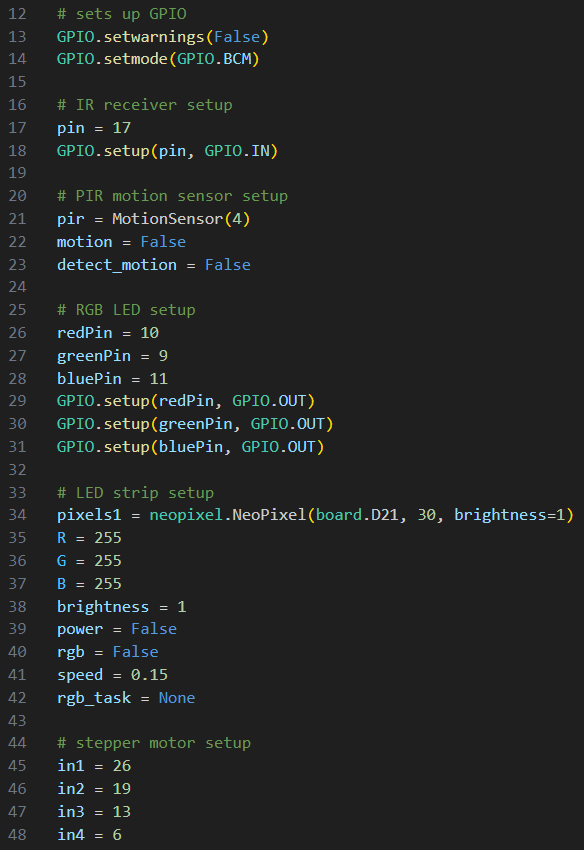 12 # sets up GPIO
13 GPIO.setwarnings(False)
14 GPIO.setmode(GPIO.BCM)
15
16 # IR receiver setup
17 pin = 17
18 GPIO.setup(pin, GPIO.IN)
19
20 # PIR motion sensor setup
21 pir = MotionSensor(4)
22 motion = False
23 detect_motion = False
24
25 # RGB LED setup
26 redPin = 10
27 greenPin = 9
28 bluePin = 11
29 GPIO.setup(redPin, GPIO.OUT)
30 GPIO.setup(greenPin, GPIO.OUT)
31 GPIO.setup(bluePin, GPIO.OUT)
32
33 # LED strip setup
34 pixels1 = neopixel.NeoPixel(board.D21, 30, brightness=1)
35 R = 255
36 G = 255
37 B = 255
38 brightness = 1
39 power = False
40 rgb = False
41 speed = 0.15
42 rgb_task = None
43
44 # stepper motor setup
45 in1 = 26
46 in2 = 19
47 in3 = 13
48 in4 = 6